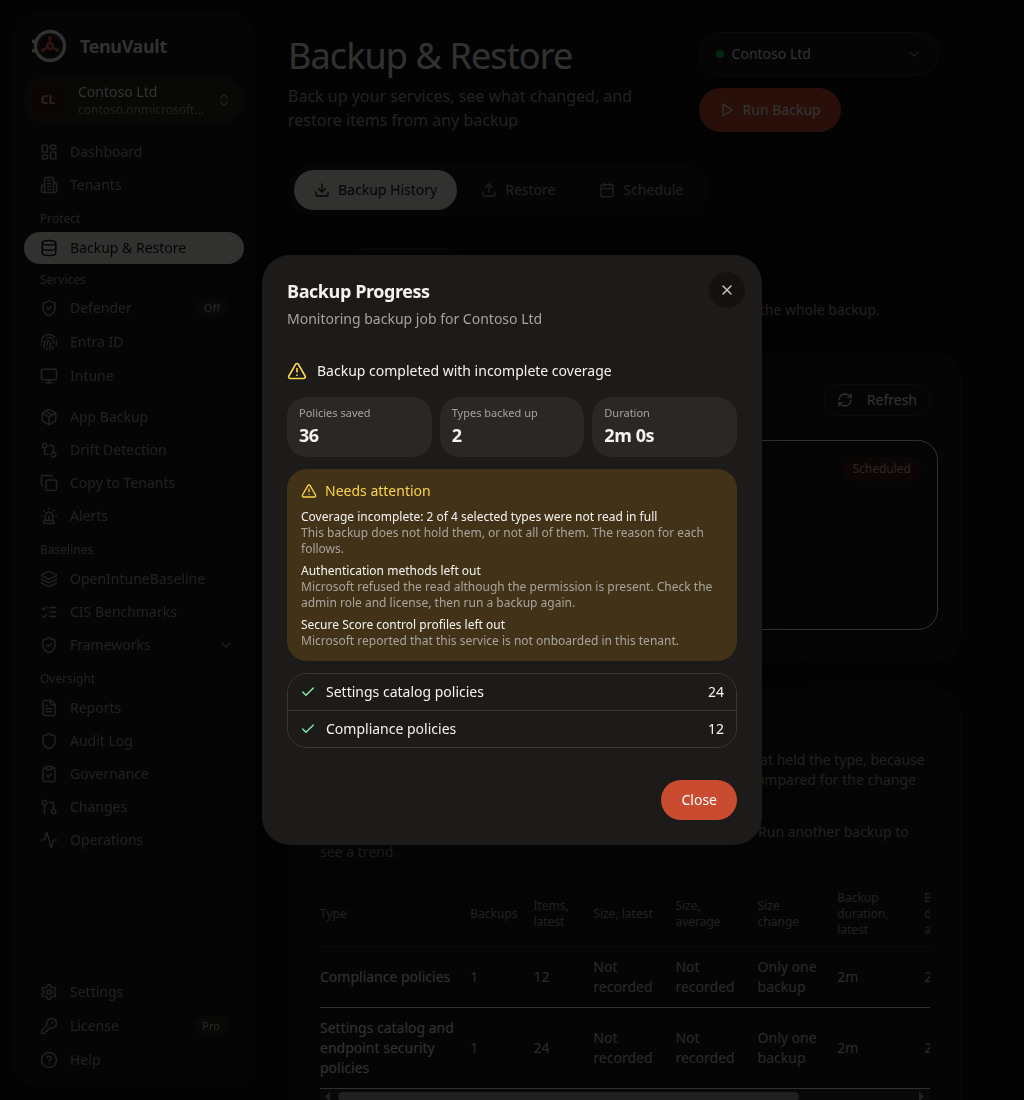 TenuVault
CL
Contoso Ltd
contoso.onmicrosoft...
Dashboard
Tenants
Protect
Backup & Restore
Services
Defender
Off
Entra ID
Intune
App Backup
Drift Detection
Copy to Tenants
Alerts
Baselines
OpenIntuneBaseline
CIS Benchmarks
Frameworks
Oversight
Reports
Audit Log
Governance
Changes
Operations
Settings
License
Pro
Help
Backup & Restore
Back up your services, see what changed, and
restore items from any backup
Contoso Ltd
Run Backup
Backup History
Restore
Schedule
the whole backup.
Refresh
Scheduled
Backup Progress
Monitoring backup job for Contoso Ltd
Backup completed with incomplete coverage
Policies saved
36
Types backed up
2
Duration
2m 0s
Needs attention
Coverage incomplete: 2 of 4 selected types were not read in full
This backup does not hold them, or not all of them. The reason for each
follows.
Authentication methods left out
Microsoft refused the read although the permission is present. Check the
admin role and license, then run a backup again.
Secure Score control profiles left out
Microsoft reported that this service is not onboarded in this tenant.
Settings catalog policies
24
Compliance policies
12
Close
at held the type, because
mpared for the change
Run another backup to
see a trend.
Type
Backups
Items,
latest
Size, latest
Size,
average
Size
change
Backup
duration,
latest
Compliance policies
1
12
Not
recorded
Not
recorded
Only one
backup
2m
Settings catalog and
endpoint security
policies
1
24
Not
recorded
Not
recorded
Only one
backup
2m